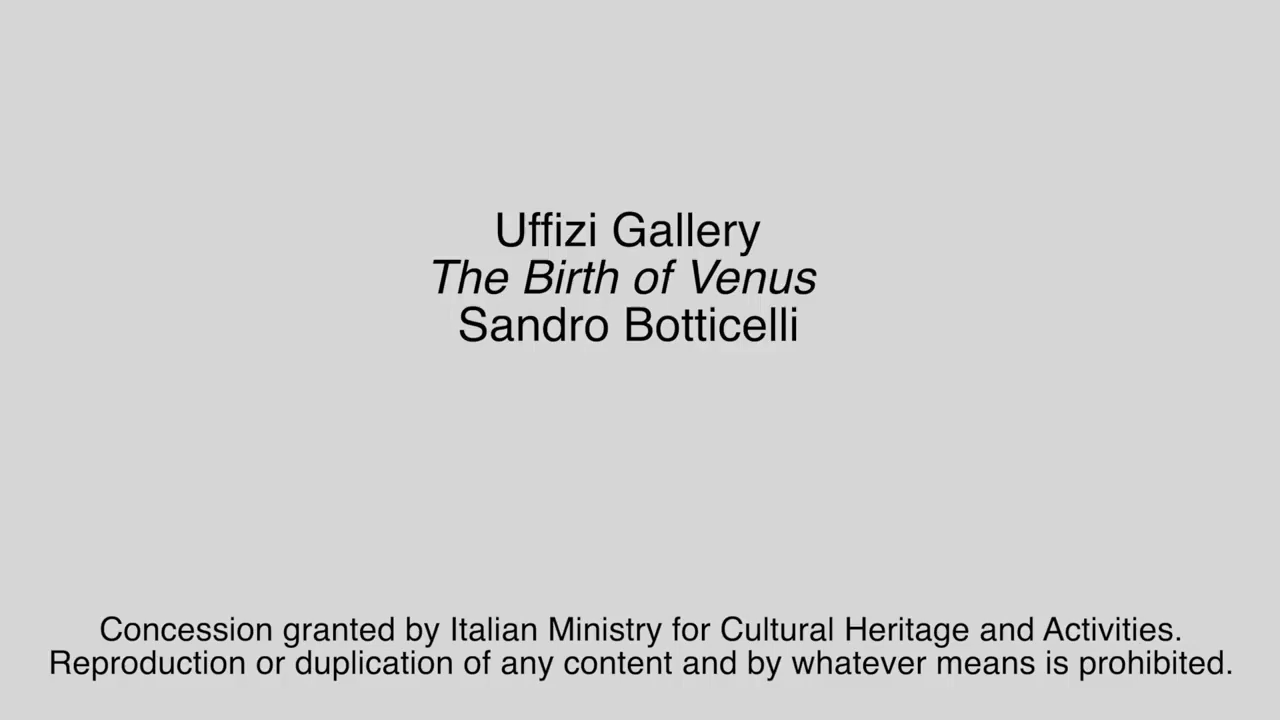 Uffizi Gallery
The Birth of Venus
Sandro Botticelli
Concession granted by Italian Ministry for Cultural Heritage and Activities.
Reproduction or duplication of any content and by whatever means is prohibited.